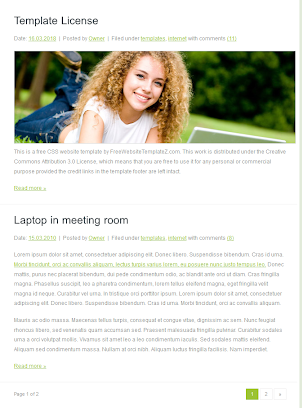 Template License
Date: 15.03.2010 | Posted by Owner | Filed under templates, internet with comments (11)
This is a free CSS website template by FreeWebsiteTemplateZ.com. This work is distributed under the Creative
Commons Attribution 3.0 License, which means that you are free to use it for any personal or commercial
purpose provided the credit links in the template footer are left intact.
Read more »
Laptop in meeting room
Date: 15.03.2010 | Posted by Owner | Filed under templates, internet with comments (6)
Lorem ipsum dolor sit amet, consectetuer adipiscing elit. Donec libero. Suspendisse bibendum. Cras id urna.
Morbi tincidunt, orci ac convallis aliquam, lectus varius lorem, eu posuere nunc justo tempus leo. Donec
mattis, purus nec placerat bibendum, dui pede condimentum odio, ac blandit ante orci ut diam. Cras fringilla
magna. Phasellus suscipit, leo a pharetra condimentum, lorem tellus eleifend magna, eget fringilla velit
magna id neque. Curabitur vel urna. In tristique orci porttitor ipsum. Lorem ipsum dolor sit amet, consectetuer
adipiscing elit. Donec libero. Suspendisse bibendum. Cras id urna. Morbi tincidunt, orci ac convallis aliquam.
Mauris ac odio massa. Maecenas tellus turpis, consequat et congue vitae, dignissim ut massa. Nunc feugiat
rhoncus libero, sed venenatis quam accumsan sed. Praesent malesuada fringilla pulvinar. Curabitur sodales
urna a orci volutpat mollis. Vivamus sit amet leo a leo condimentum iaculis. Sed sodales mattis eleifend.
Aliquam sed condimentum massa. Nullam at orci nibh. Aliquam luctus fringilla facilisis. Nam imperdiet.
Read more »
Page 1 of 2
1 2 »